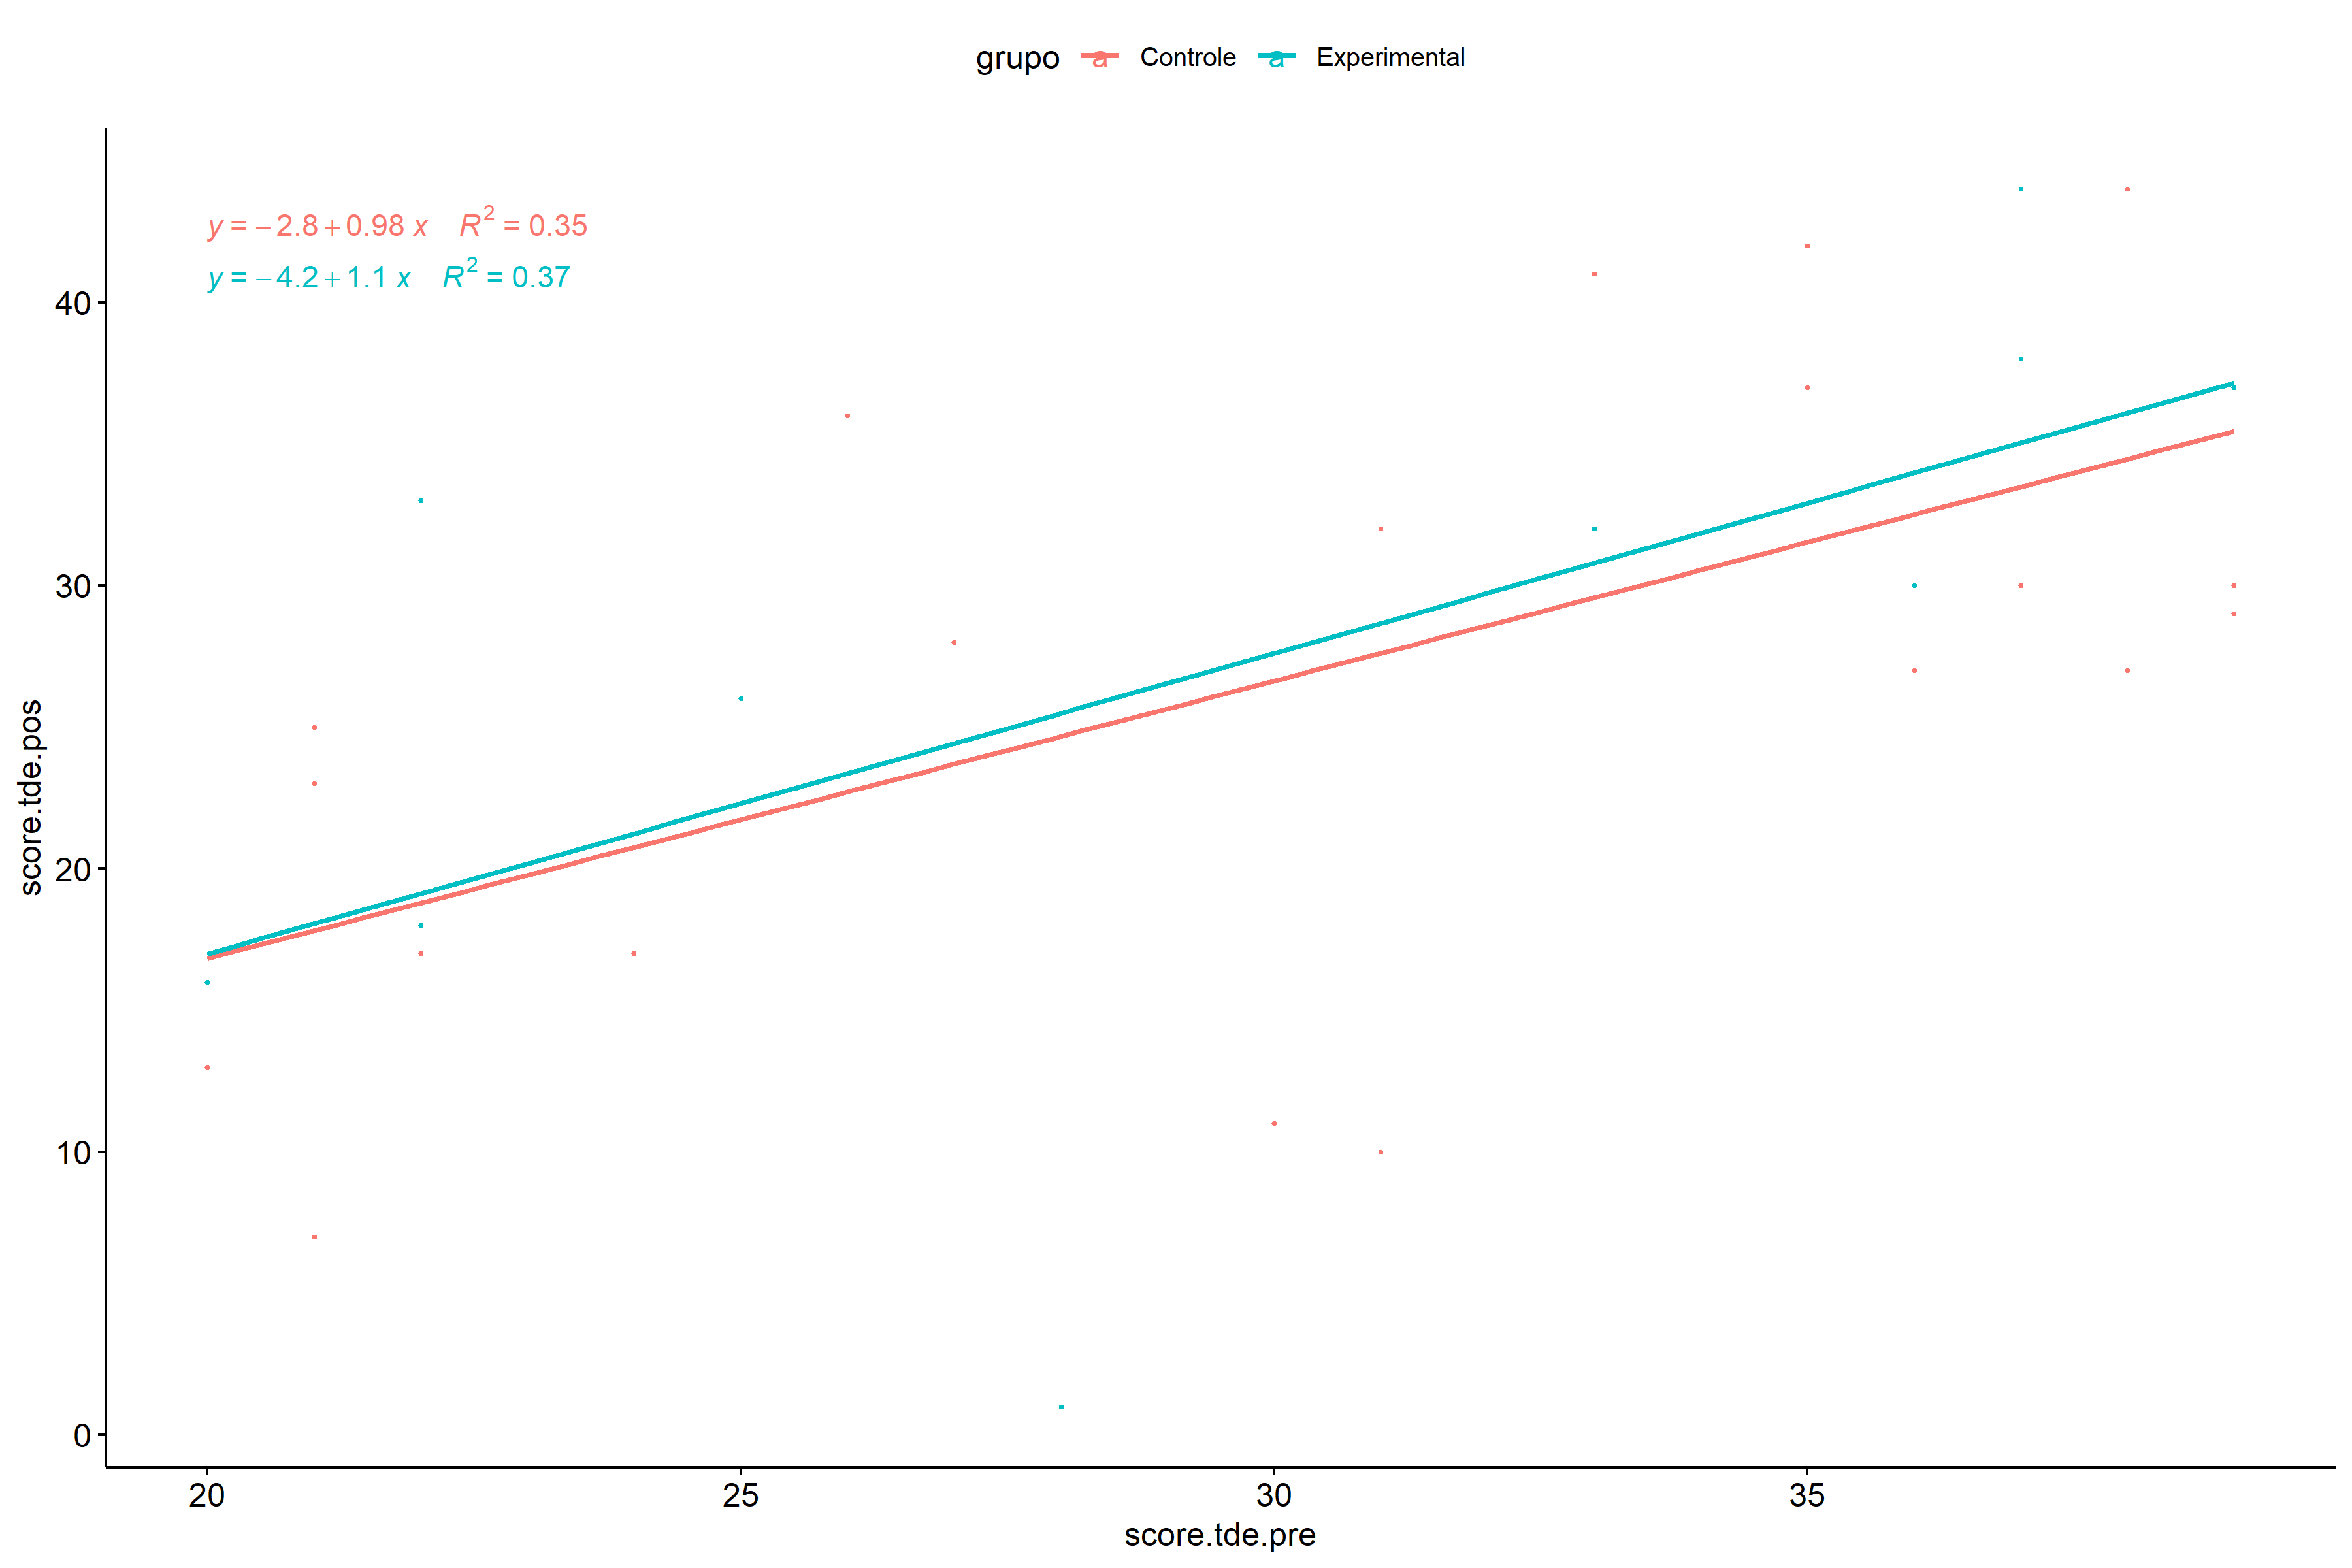 grupo a Controle a Experimental
y = −2.8 + 0.98 x R² = 0.35
y = −4.2 + 1.1 x R² = 0.37
40
30
20
10
0
score.tde.pos
20 25 30 35
score.tde.pre